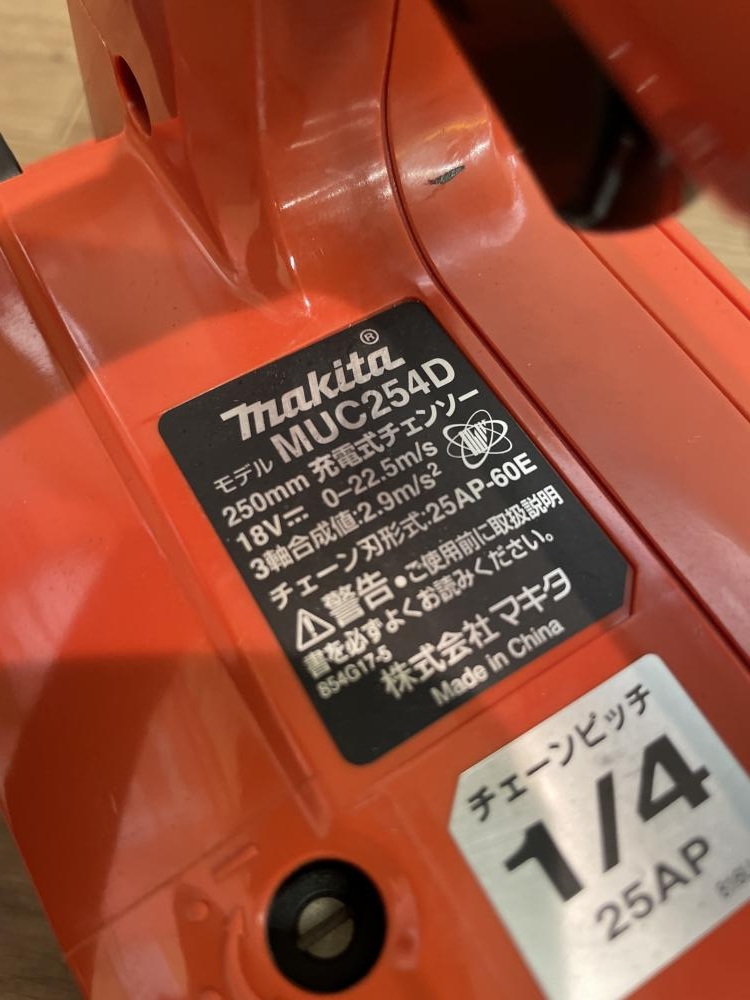 makita®
モデル MUC254D
250mm 充電式チェンソー
18V⎓ 0-22.5m/s
3軸合成値:2.9m/s²
チェーン刃形式:25AP-60E
⚠警告・ご使用前に取扱説明
書を必ずよくお読みください。
854G17-5
株式会社マキタ
Made in China
チェーンピッチ
1/4
25AP